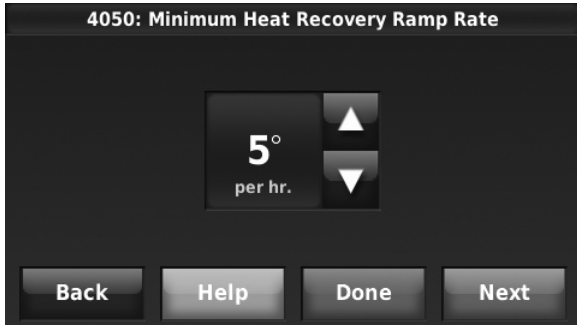 4050: Minimum Heat Recovery Ramp Rate
5°
per hr.
Back Help Done Next